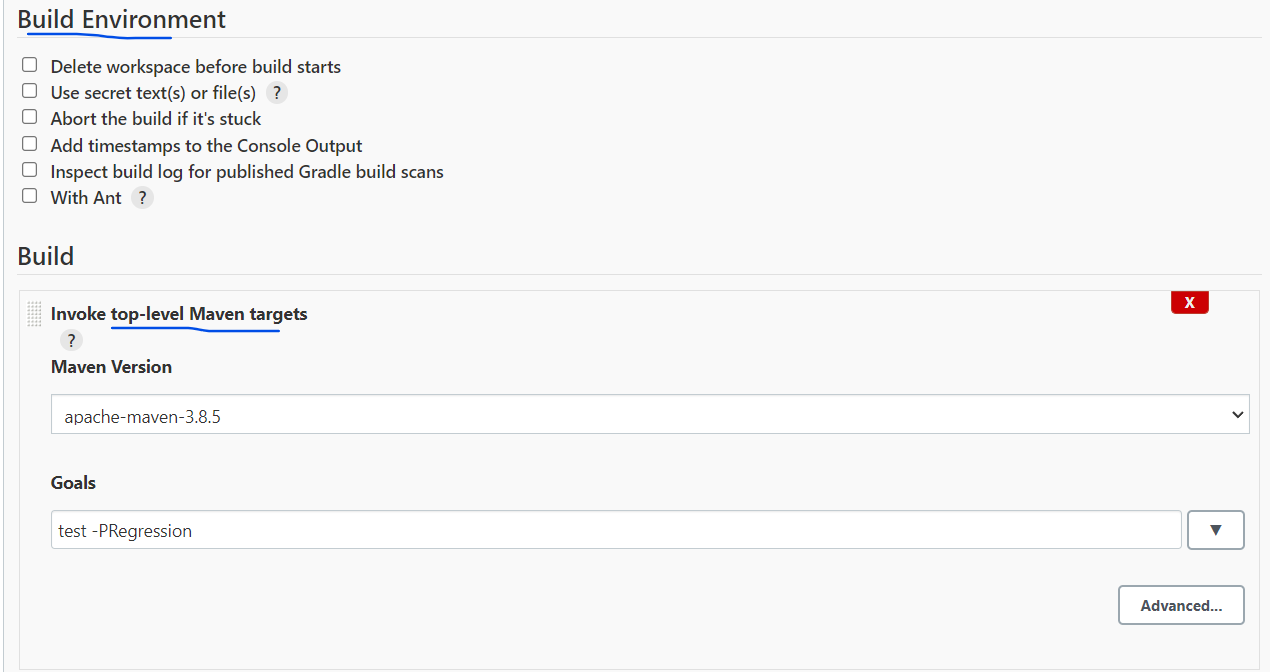 Build Environment
Delete workspace before build starts
Use secret text(s) or file(s) ?
Abort the build if it's stuck
Add timestamps to the Console Output
Inspect build log for published Gradle build scans
With Ant ?
Build
Invoke top-level Maven targets
X
?
Maven Version
apache-maven-3.8.5
Goals
test -PRegression
Advanced...